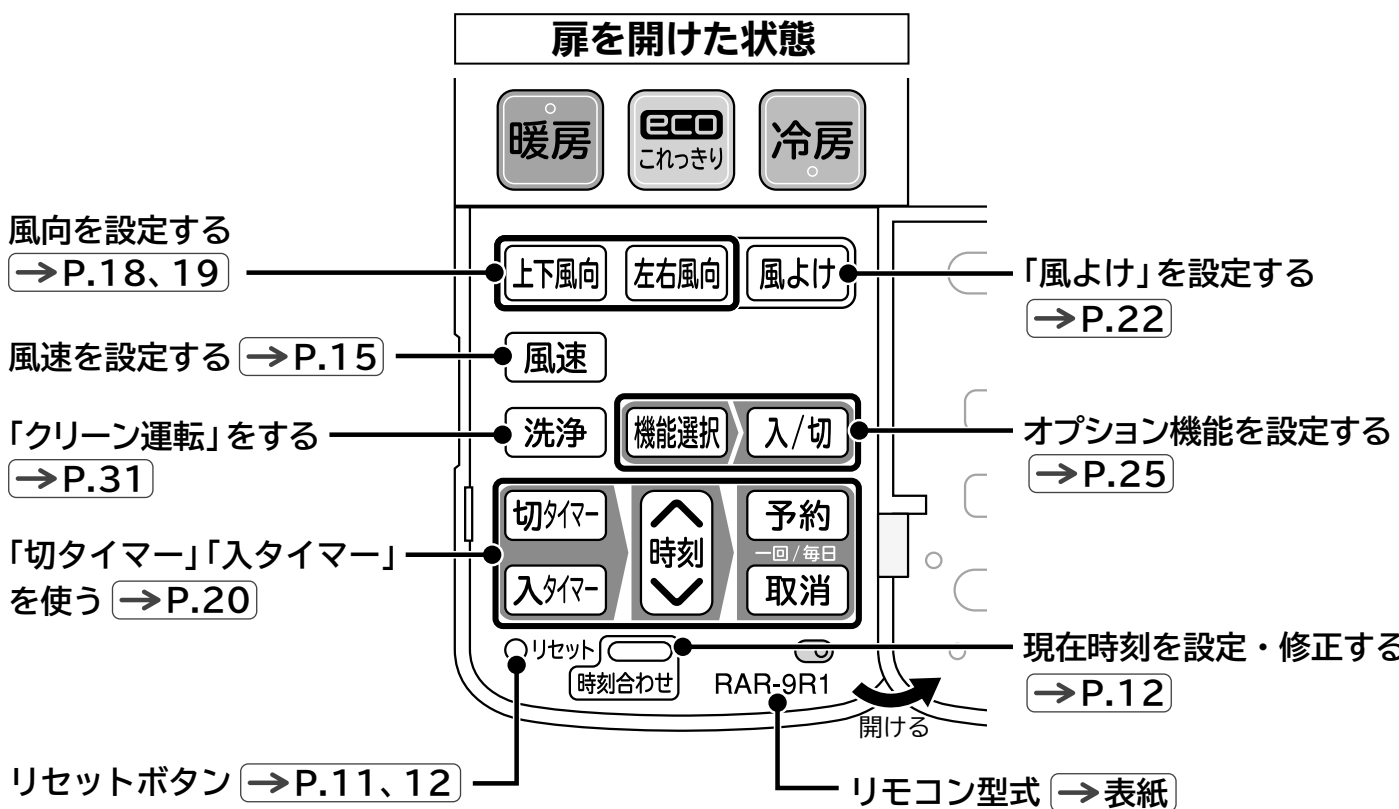 扉を開けた状態
暖房
eco
これっきり
冷房
風向を設定する
→P.18、19
上下風向
左右風向
風よけ
「風よけ」を設定する
→P.22
風速を設定する →P.15
風速
「クリーン運転」をする
→P.31
洗浄
機能選択
入/切
オプション機能を設定する
→P.25
「切タイマー」「入タイマー」
を使う →P.20
切タイマー
入タイマー
時刻
予約
一回/毎日
取消
リセット
時刻合わせ
RAR-9R1
開ける
現在時刻を設定・修正する
→P.12
リセットボタン →P.11、12
リモコン型式 →表紙